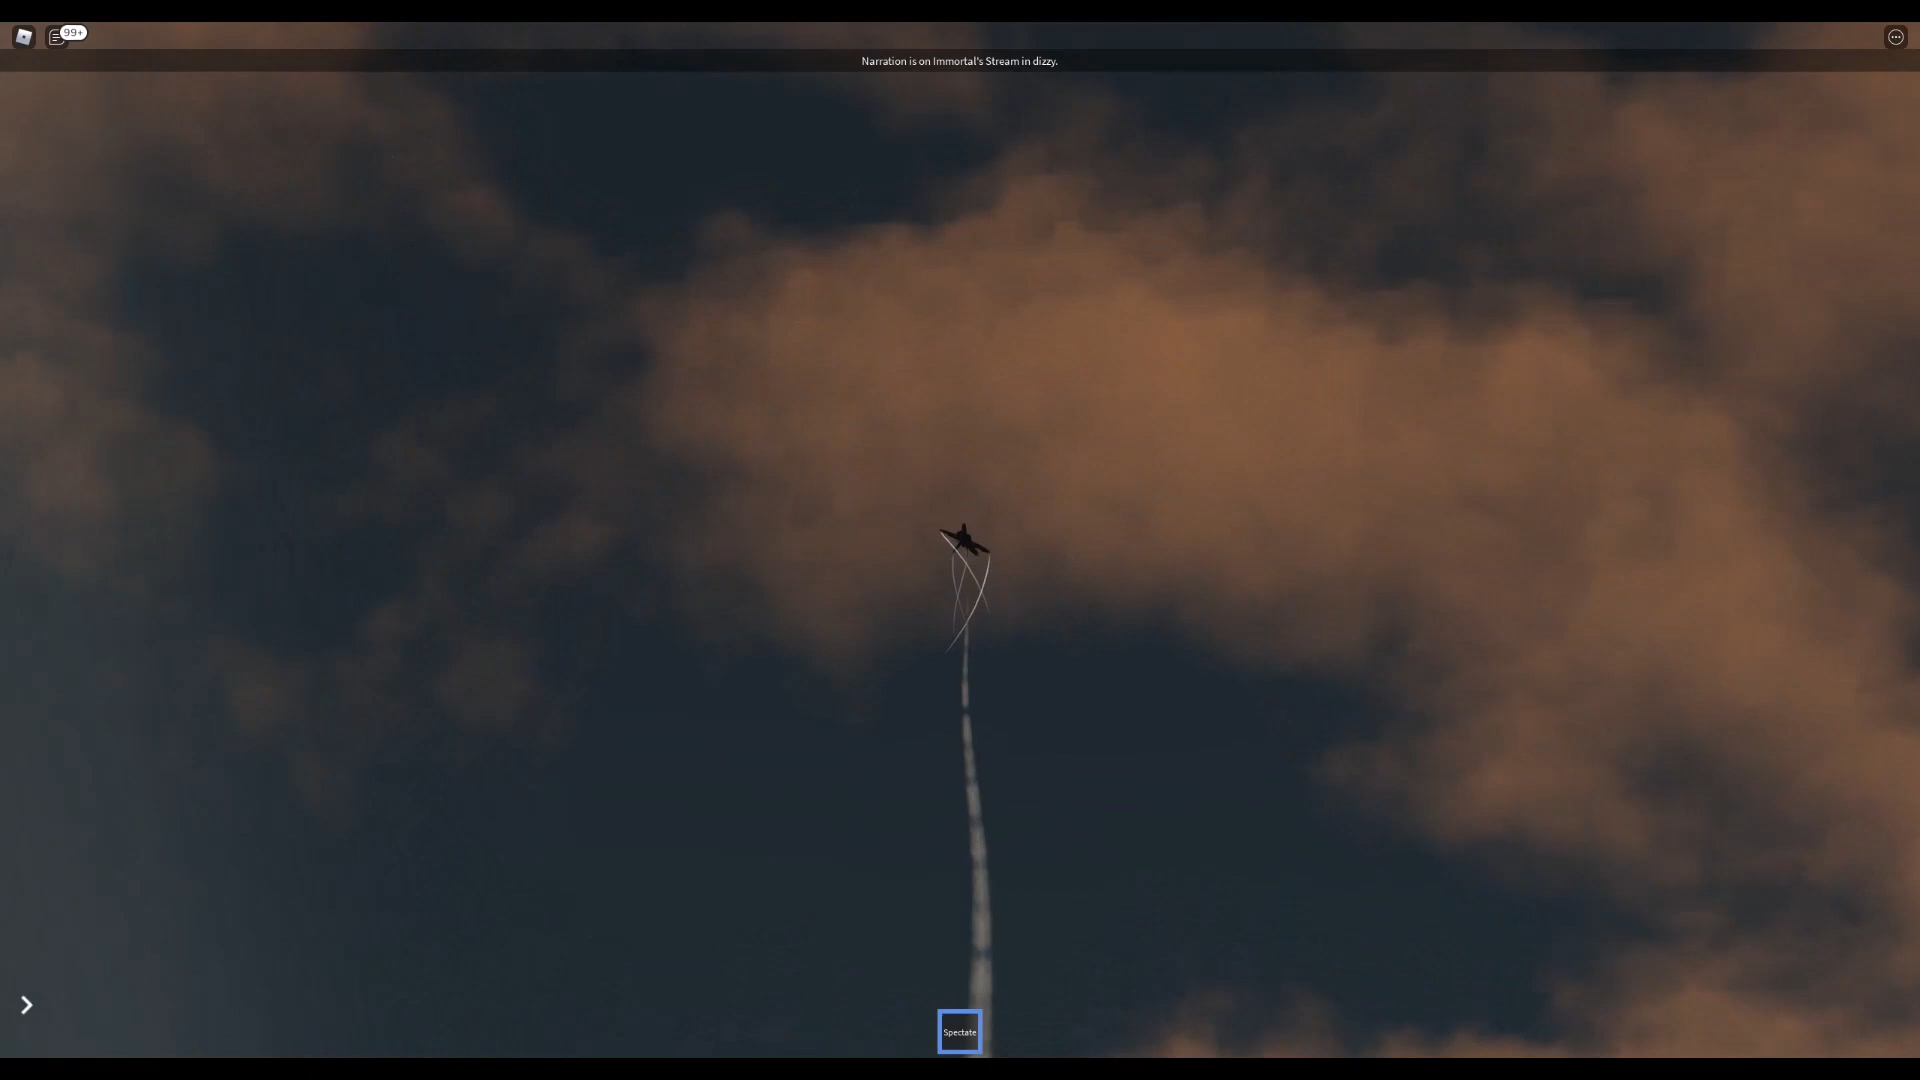 99+
Narration is on Immortal's Stream in dizzy.
Spectate